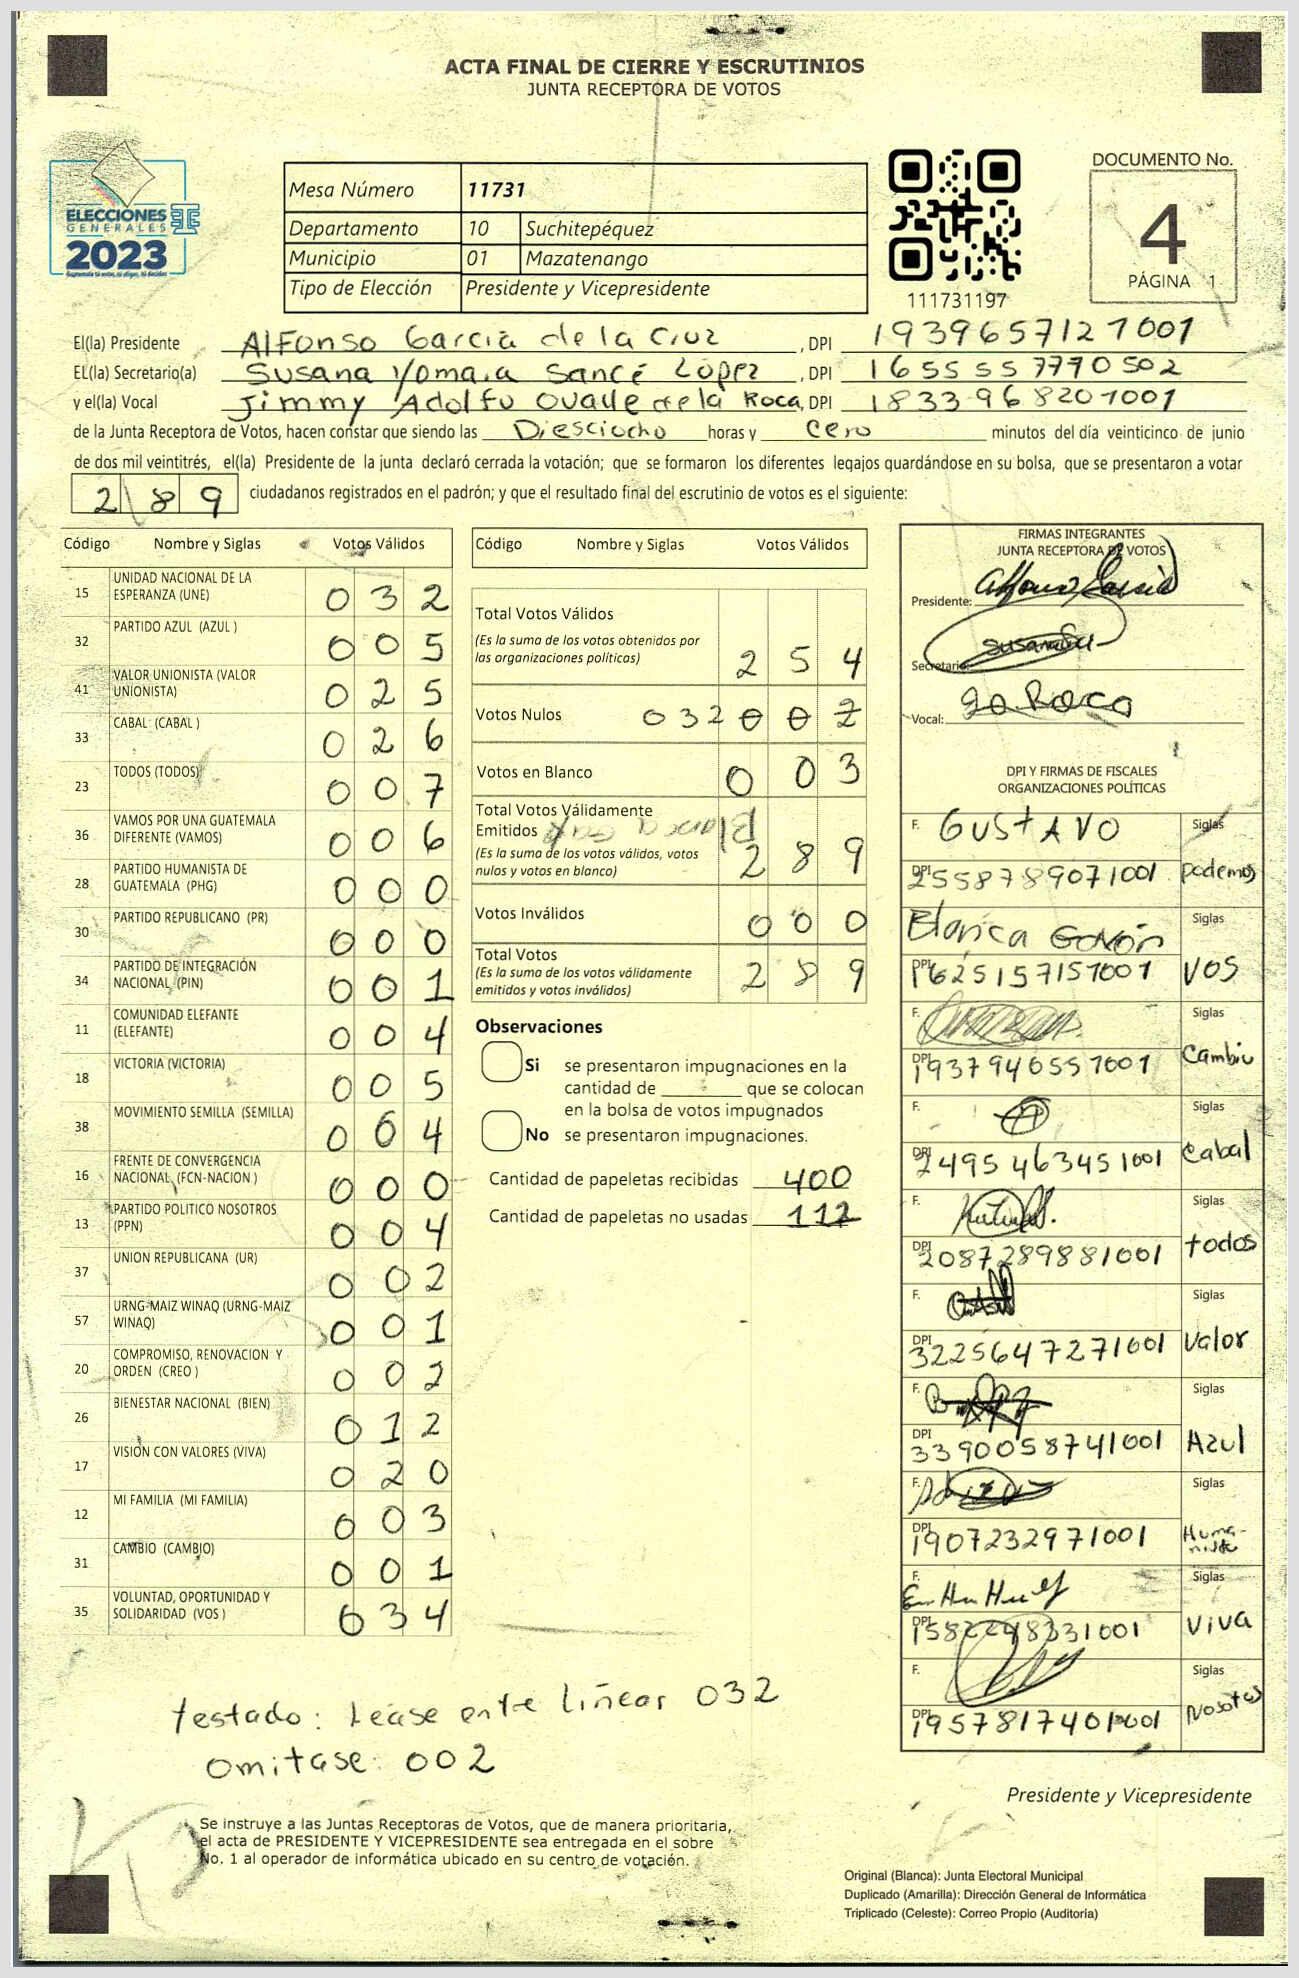 ACTA FINAL DE CIERRE Y ESCRUTINIOS
JUNTA RECEPTORA DE VOTOS
ELECCIONES
GENERALES
2023
Mesa Número 11731
Departamento 10 Suchitepéquez
Municipio 01 Mazatenango
Tipo de Elección Presidente y Vicepresidente
111731197
DOCUMENTO No.
4
PÁGINA 1
El(la) Presidente Alfonso García de la Cruz, DPI 1939657121001
EL(la) Secretario(a) Susana Yomara Sancé López, DPI 1655557770502
y el(la) Vocal Jimmy Adolfo Ovalle de la Roca, DPI 1833968201001
de la Junta Receptora de Votos, hacen constar que siendo las Diesciocho horas y cero minutos del día veinticinco de junio
de dos mil veintitrés, el(la) Presidente de la junta declaró cerrada la votación; que se formaron los diferentes legajos guardándose en su bolsa, que se presentaron a votar
289 ciudadanos registrados en el padrón; y que el resultado final del escrutinio de votos es el siguiente:
Código Nombre y Siglas Votos Válidos
15 UNIDAD NACIONAL DE LA ESPERANZA (UNE) 032
32 PARTIDO AZUL (AZUL ) 005
41 VALOR UNIONISTA (VALOR UNIONISTA) 025
33 CABAL (CABAL ) 026
23 TODOS (TODOS) 007
36 VAMOS POR UNA GUATEMALA DIFERENTE (VAMOS) 006
28 PARTIDO HUMANISTA DE GUATEMALA (PHG) 000
30 PARTIDO REPUBLICANO (PR) 000
34 PARTIDO DE INTEGRACIÓN NACIONAL (PIN) 001
11 COMUNIDAD ELEFANTE (ELEFANTE) 004
18 VICTORIA (VICTORIA) 005
38 MOVIMIENTO SEMILLA (SEMILLA) 064
16 FRENTE DE CONVERGENCIA NACIONAL (FCN-NACION ) 000
13 PARTIDO POLITICO NOSOTROS (PPN) 004
37 UNION REPUBLICANA (UR) 002
57 URNG-MAIZ WINAQ (URNG-MAIZ WINAQ) 001
20 COMPROMISO, RENOVACION Y ORDEN (CREO ) 002
26 BIENESTAR NACIONAL (BIEN) 012
17 VISION CON VALORES (VIVA) 020
12 MI FAMILIA (MI FAMILIA) 003
31 CAMBIO (CAMBIO) 001
35 VOLUNTAD, OPORTUNIDAD Y SOLIDARIDAD (VOS ) 034
Código Nombre y Siglas Votos Válidos
Total Votos Válidos
(Es la suma de los votos obtenidos por
las organizaciones políticas) 254
Votos Nulos 032 002
Votos en Blanco 003
Total Votos Válidamente
Emitidos
(Es la suma de los votos válidos, votos
nulos y votos en blanco) 289
Votos Inválidos 000
Total Votos
(Es la suma de los votos válidamente
emitidos y votos inválidos) 289
Observaciones
Si se presentaron impugnaciones en la
cantidad de ________ que se colocan
en la bolsa de votos impugnados
No se presentaron impugnaciones.
Cantidad de papeletas recibidas 400
Cantidad de papeletas no usadas 112
FIRMAS INTEGRANTES
JUNTA RECEPTORA DE VOTOS
Presidente:
Secretario:
Vocal: la Roca
DPI Y FIRMAS DE FISCALES
ORGANIZACIONES POLÍTICAS
F. GUSTAVO Siglas
DPI 2558789071001 podemos
F. Blanca Siglas
DPI 1625157151001 VOS
F. Siglas
DPI 1937940551001 Cambio
F. Siglas
DPI 2495463451001 Cabal
F. Siglas
DPI 2087289881001 todos
F. Siglas
DPI 3225647271001 Valor
F. Siglas
DPI 3390058741001 Azul
F. Siglas
DPI 1907232971001 Huma-
nista
F. Siglas
DPI 1582248331001 VIVA
F. Siglas
DPI 1957817401001 Nosotros
testado: Léase entre líneas 032
Omitase: 002
Presidente y Vicepresidente
Se instruye a las Juntas Receptoras de Votos, que de manera prioritaria,
el acta de PRESIDENTE Y VICEPRESIDENTE sea entregada en el sobre
No. 1 al operador de informática ubicado en su centro de votación.
Original (Blanca): Junta Electoral Municipal
Duplicado (Amarilla): Dirección General de Informática
Triplicado (Celeste): Correo Propio (Auditoría)